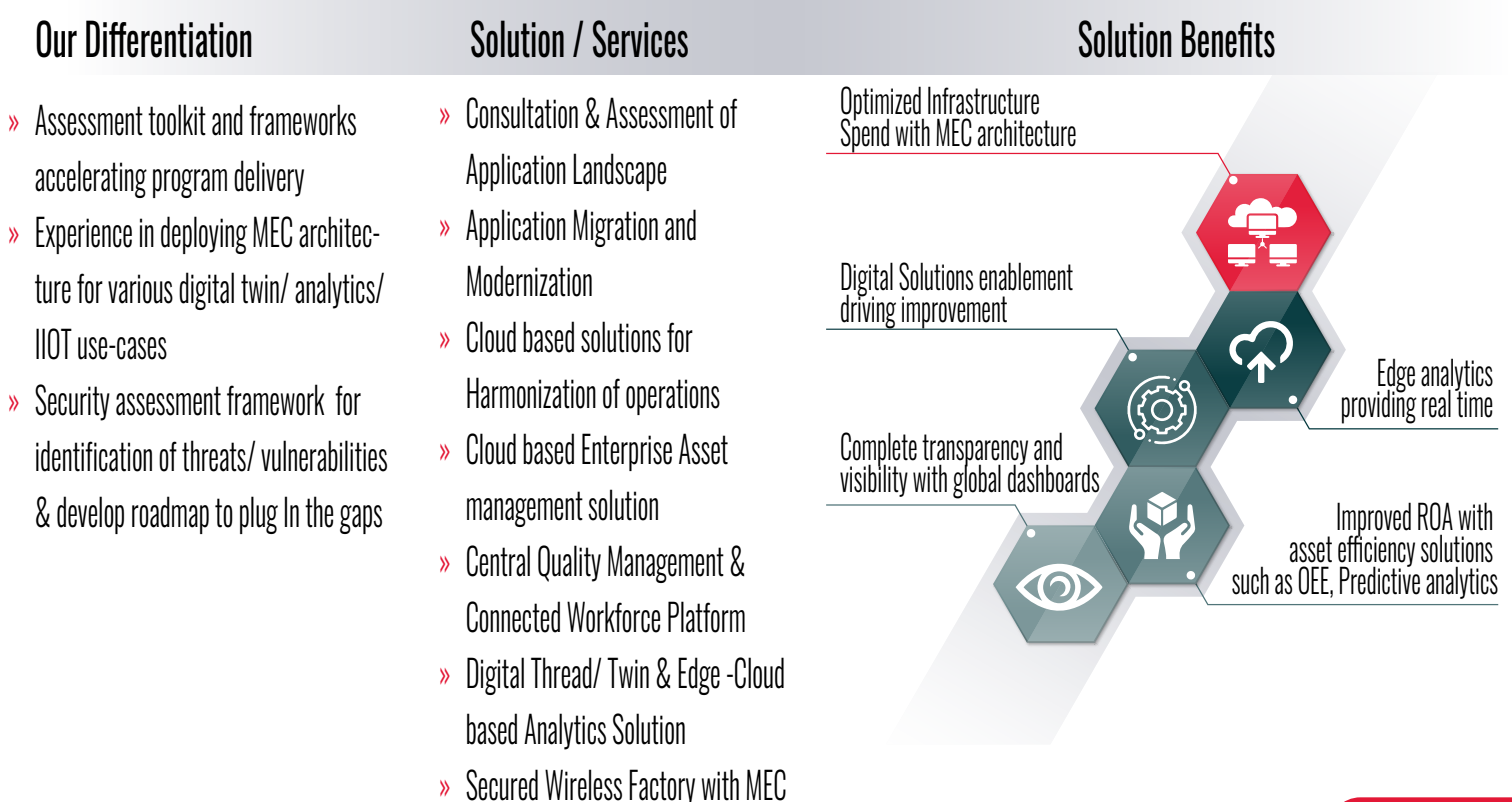 Our Differentiation
» Assessment toolkit and frameworks
accelerating program delivery
» Experience in deploying MEC architec-
ture for various digital twin/ analytics/
IIOT use-cases
» Security assessment framework for
identification of threats/ vulnerabilities
& develop roadmap to plug In the gaps
Solution / Services
» Consultation & Assessment of
Application Landscape
» Application Migration and
Modernization
» Cloud based solutions for
Harmonization of operations
» Cloud based Enterprise Asset
management solution
» Central Quality Management &
Connected Workforce Platform
» Digital Thread/ Twin & Edge -Cloud
based Analytics Solution
» Secured Wireless Factory with MEC
Solution Benefits
Optimized Infrastructure
Spend with MEC architecture
Digital Solutions enablement
driving improvement
Edge analytics
providing real time
Complete transparency and
visibility with global dashboards
Improved ROA with
asset efficiency solutions
such as OEE, Predictive analytics